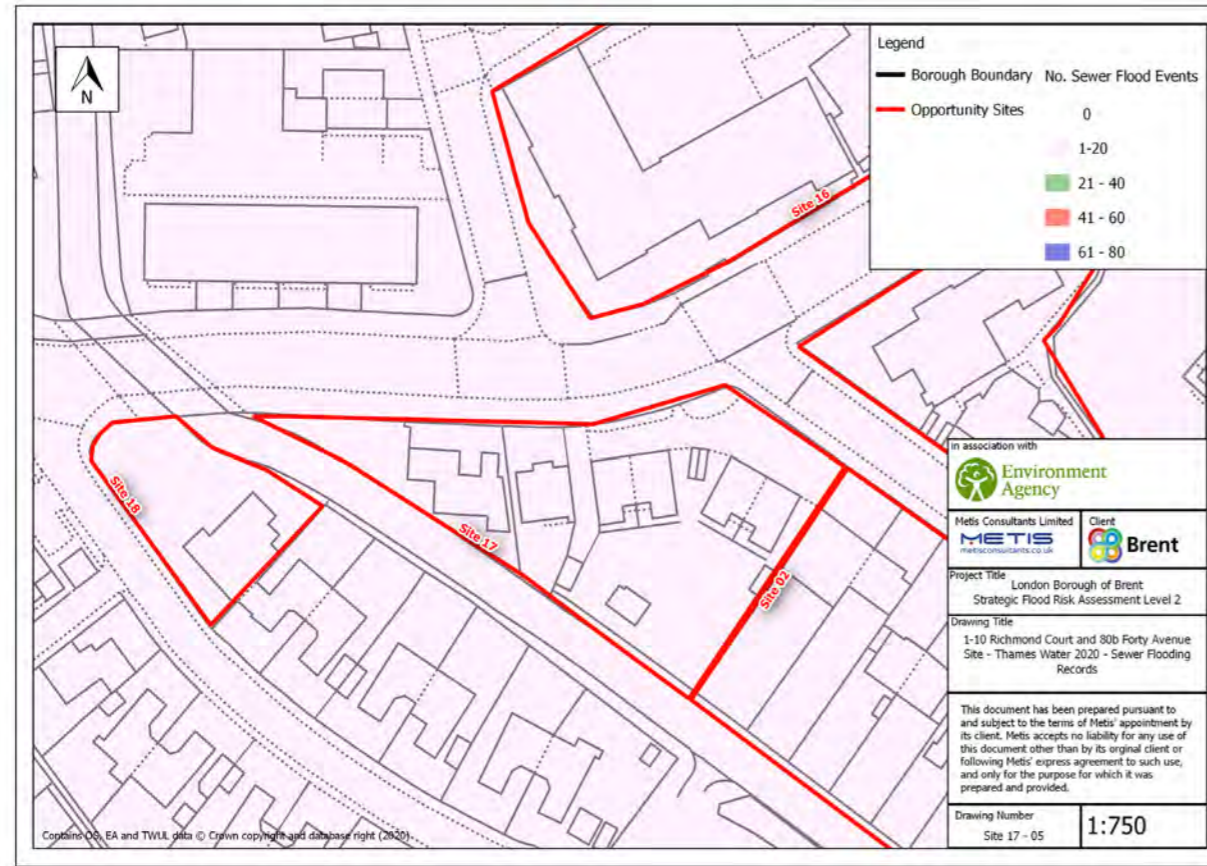 N
Site 16
Site 18
Site 17
Site 02
Contains OS, EA and TWUL data © Crown copyright and database right (2020)
Legend
Borough Boundary
Opportunity Sites
No. Sewer Flood Events
0
1-20
21 - 40
41 - 60
61 - 80
in association with
Environment
Agency
Metis Consultants Limited
METIS
metisconsultants.co.uk
Client
Brent
Project Title
London Borough of Brent
Strategic Flood Risk Assessment Level 2
Drawing Title
1-10 Richmond Court and 80b Forty Avenue
Site - Thames Water 2020 - Sewer Flooding
Records
This document has been prepared pursuant to
and subject to the terms of Metis' appointment by
its client. Metis accepts no liability for any use of
this document other than by its orginal client or
following Metis' express agreement to such use,
and only for the purpose for which it was
prepared and provided.
Drawing Number
Site 17 - 05
1:750